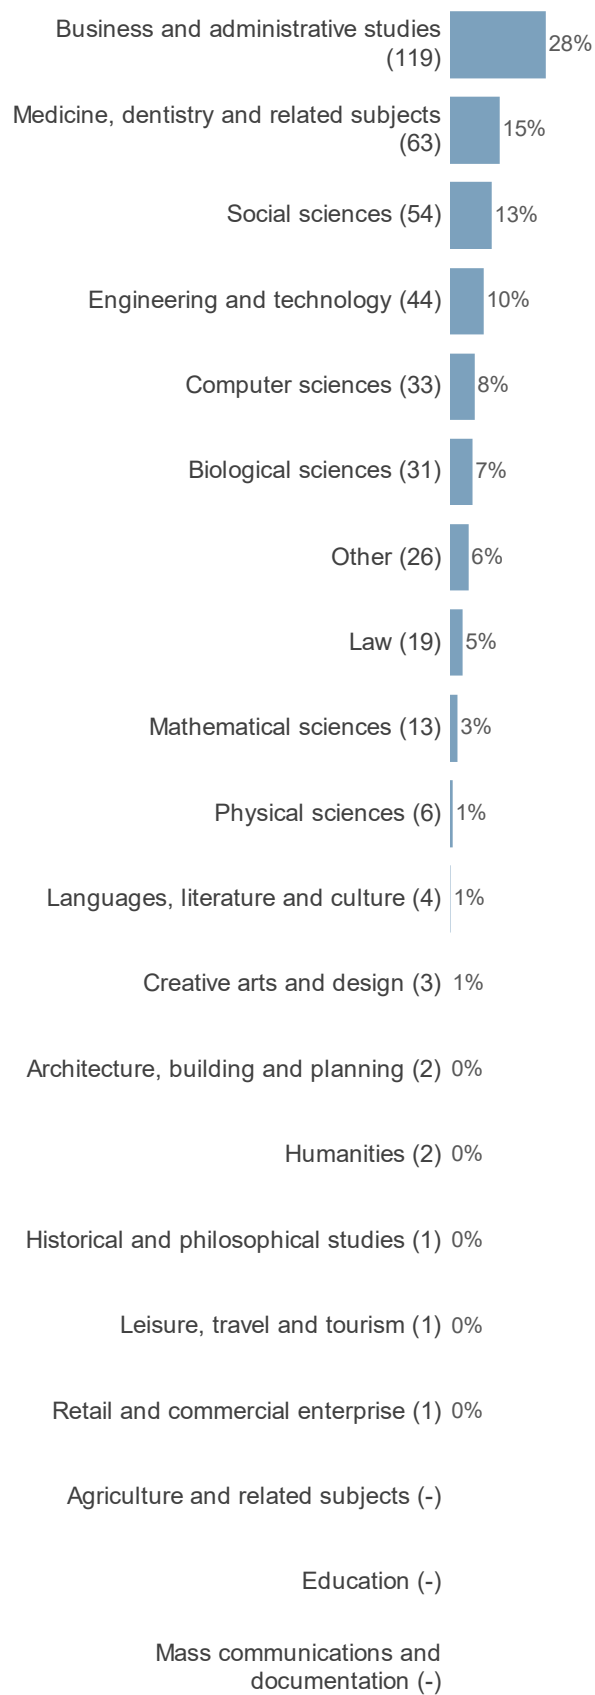 Business and administrative studies
(119)
28%
Medicine, dentistry and related subjects
(63)
15%
Social sciences (54)
13%
Engineering and technology (44)
10%
Computer sciences (33)
8%
Biological sciences (31)
7%
Other (26)
6%
Law (19)
5%
Mathematical sciences (13)
3%
Physical sciences (6)
1%
Languages, literature and culture (4)
1%
Creative arts and design (3)
1%
Architecture, building and planning (2)
0%
Humanities (2)
0%
Historical and philosophical studies (1)
0%
Leisure, travel and tourism (1)
0%
Retail and commercial enterprise (1)
0%
Agriculture and related subjects (-)
Education (-)
Mass communications and
documentation (-)